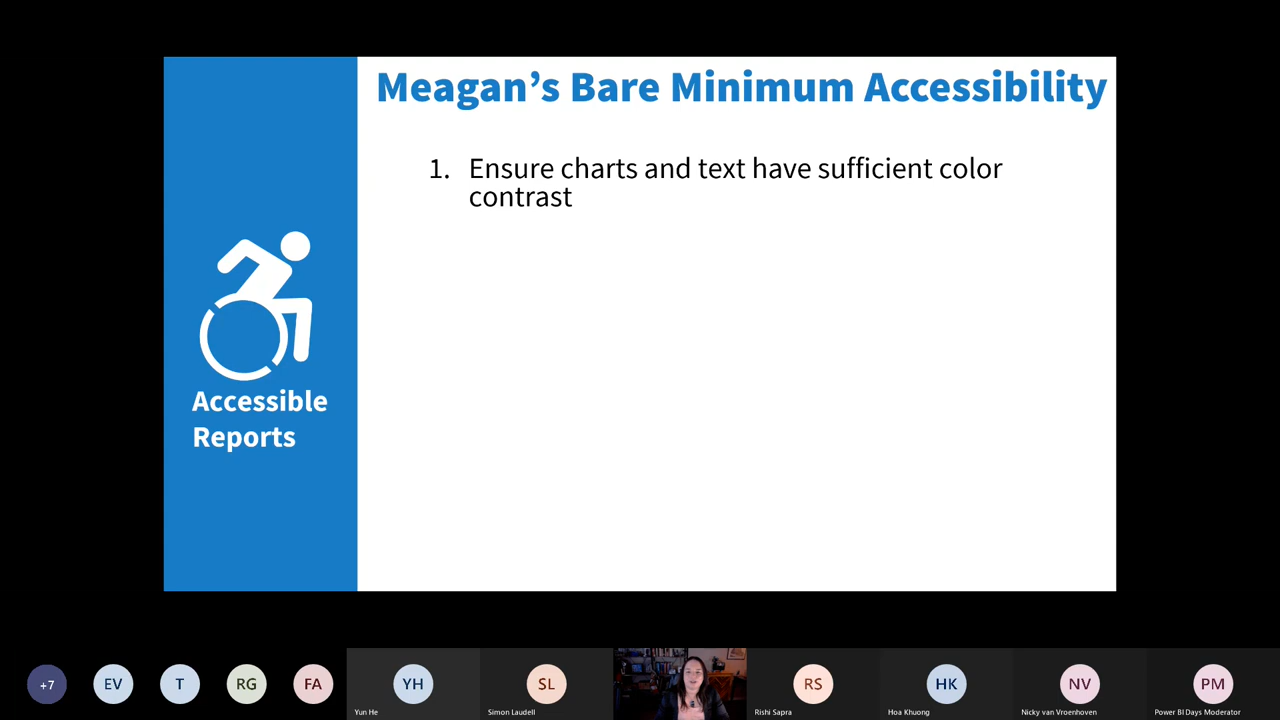 Meagan’s Bare Minimum Accessibility
1. Ensure charts and text have sufficient color
contrast
Accessible
Reports
+7
EV
T
RG
FA
YH
Yun He
SL
Simon Laudell
RS
Rishi Sapra
HK
Hoa Khuong
NV
Nicky van Vroenhoven
PM
Power BI Days Moderator